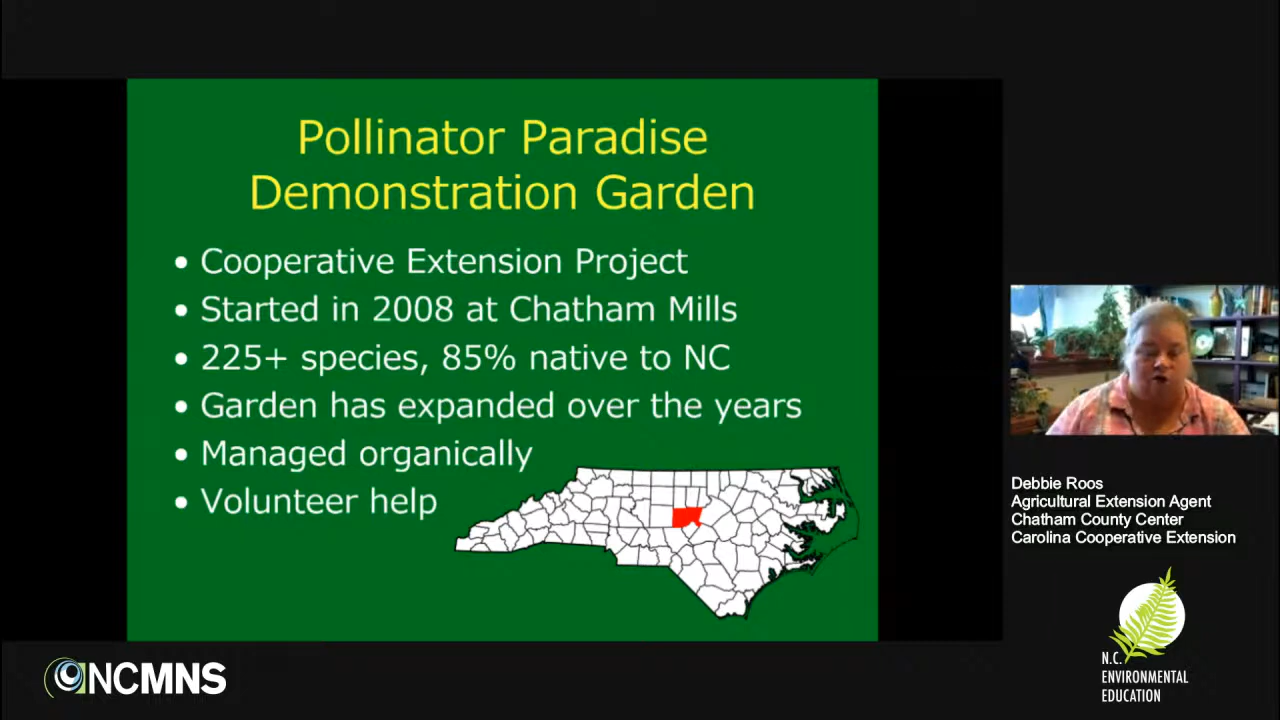 Pollinator Paradise
Demonstration Garden
• Cooperative Extension Project
• Started in 2008 at Chatham Mills
• 225+ species, 85% native to NC
• Garden has expanded over the years
• Managed organically
• Volunteer help
Debbie Roos
Agricultural Extension Agent
Chatham County Center
Carolina Cooperative Extension
NCMNS
N.C.
ENVIRONMENTAL
EDUCATION